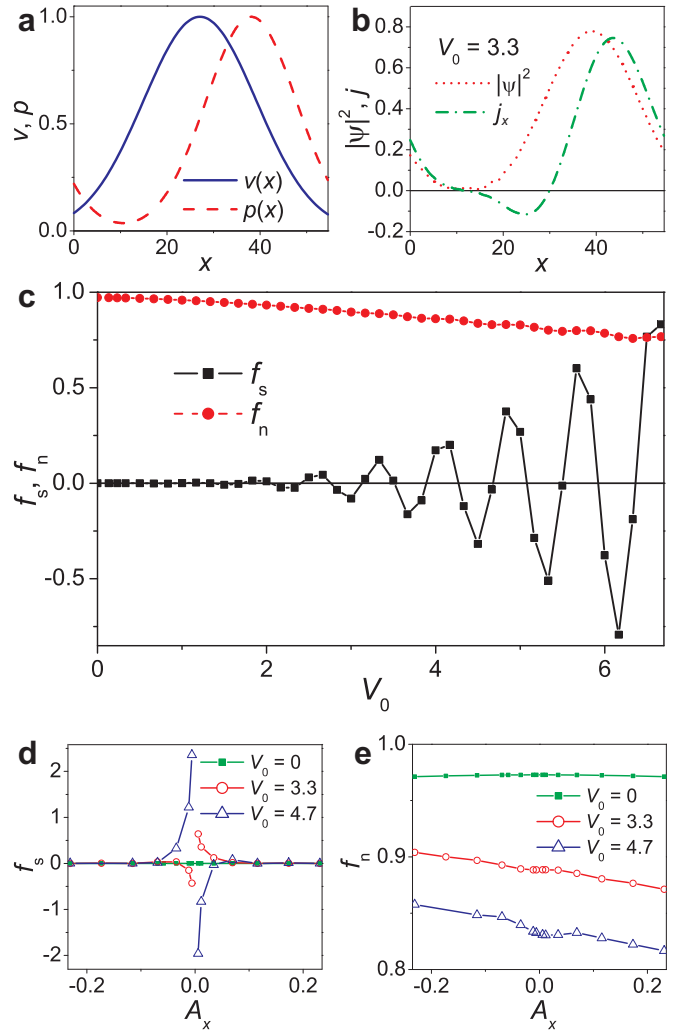 a
1.0
0.5
0.0
v, p
0
20
40
x
v(x)
p(x)
b
0.8
0.6
0.4
0.2
0.0
-0.2
|ψ|², j
V₀ = 3.3
|ψ|²
jₓ
0
20
40
x
c
1.0
0.5
0.0
-0.5
fₛ, fₙ
fₛ
fₙ
0
2
4
6
V₀
d
2
1
0
-1
-2
fₛ
V₀ = 0
V₀ = 3.3
V₀ = 4.7
-0.2
0.0
0.2
Aₓ
e
1.0
0.9
0.8
fₙ
V₀ = 0
V₀ = 3.3
V₀ = 4.7
-0.2
0.0
0.2
Aₓ